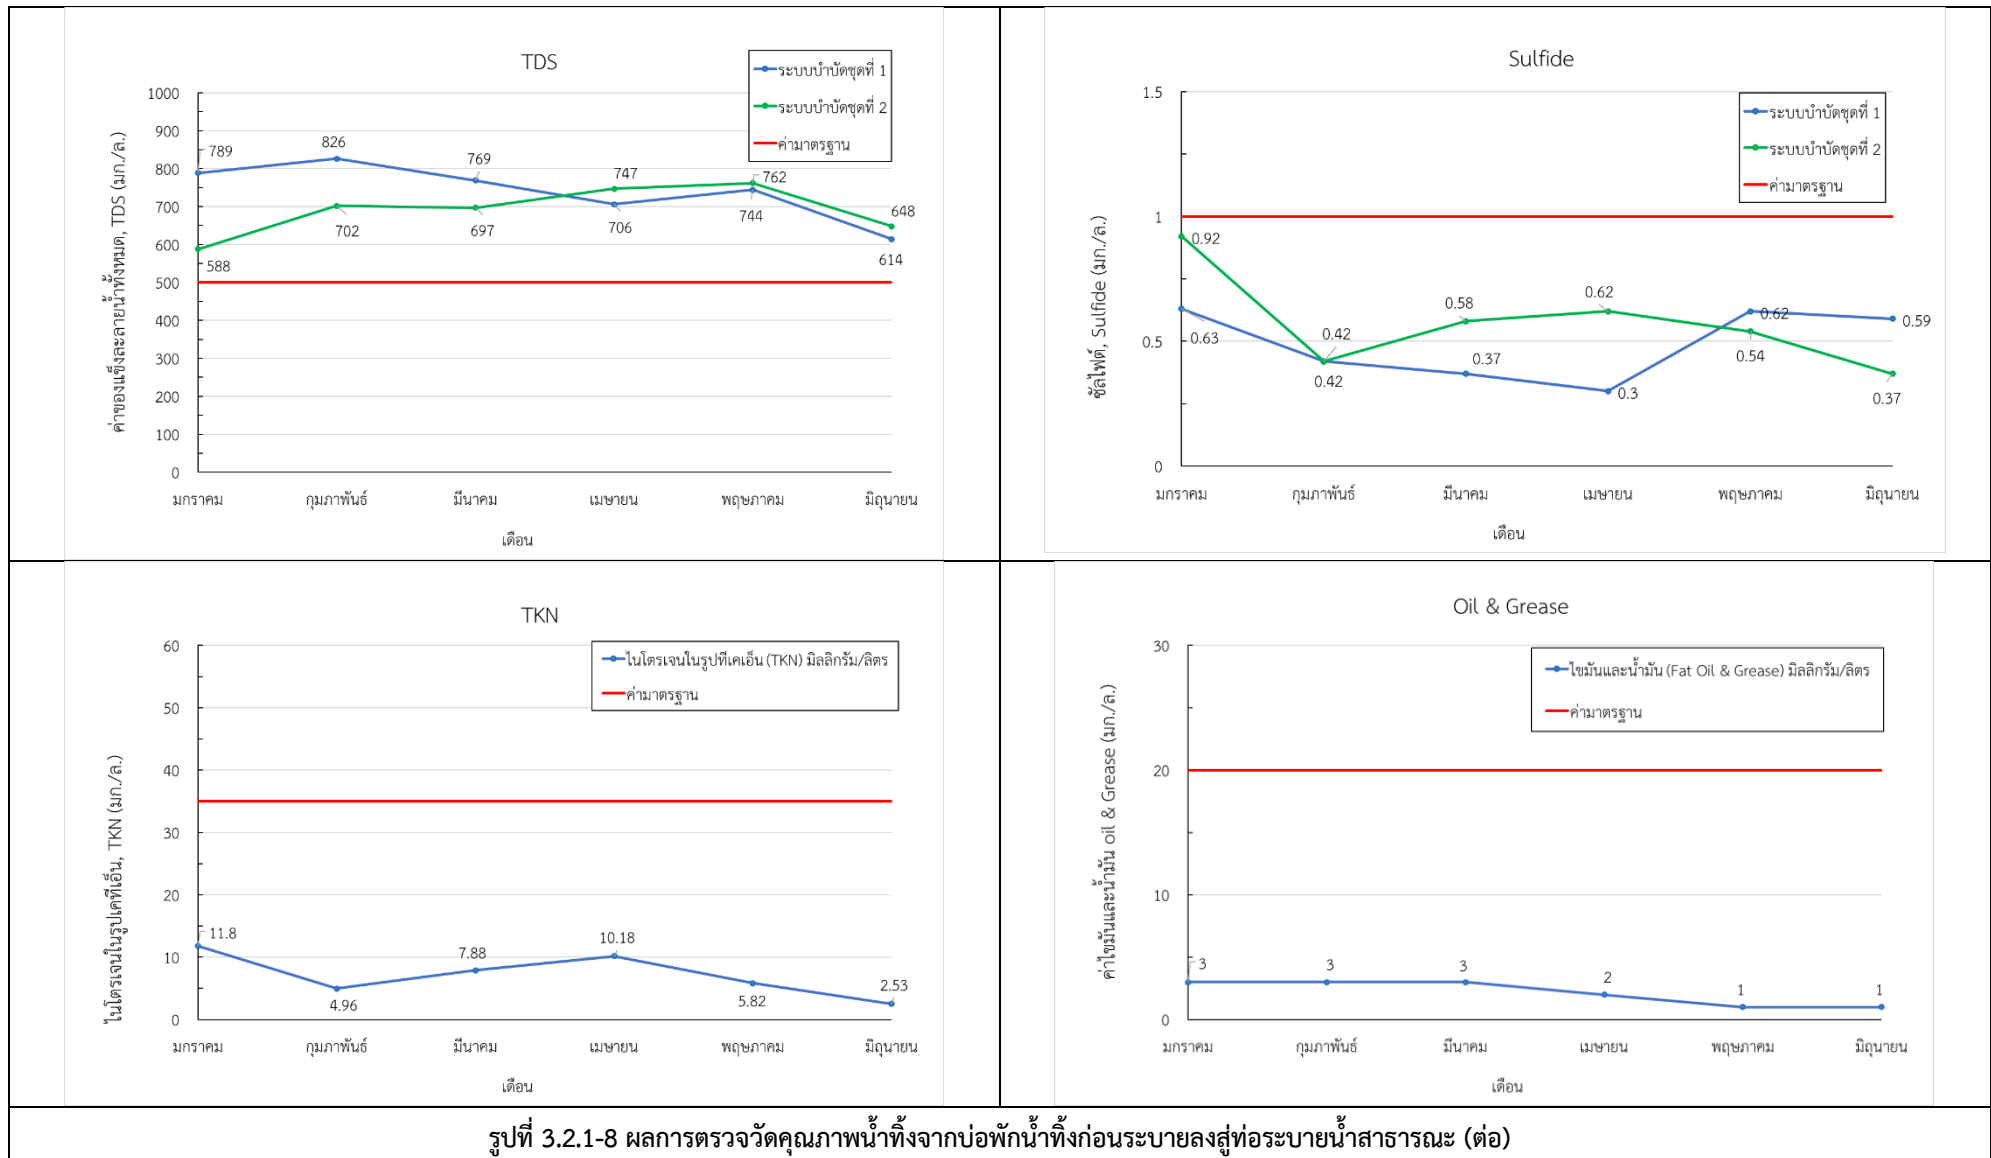 TDS
ระบบบำบัดชุดที่ 1
ระบบบำบัดชุดที่ 2
ค่ามาตรฐาน
ค่าของแข็งละลายน้ำทั้งหมด, TDS (มก./ล.)
1000
900
800
700
600
500
400
300
200
100
0
789
826
769
706
744
614
588
702
697
747
762
648
มกราคม กุมภาพันธ์ มีนาคม เมษายน พฤษภาคม มิถุนายน
เดือน
Sulfide
ระบบบำบัดชุดที่ 1
ระบบบำบัดชุดที่ 2
ค่ามาตรฐาน
ซัลไฟด์, Sulfide (มก./ล.)
1.5
1
0.5
0
0.92
0.42
0.58
0.62
0.54
0.37
0.63
0.42
0.37
0.3
0.62
0.59
มกราคม กุมภาพันธ์ มีนาคม เมษายน พฤษภาคม มิถุนายน
เดือน
TKN
ไนโตรเจนในรูปทีเคเอ็น (TKN) มิลลิกรัม/ลิตร
ค่ามาตรฐาน
ไนโตรเจนในรูปเคทีเอ็น, TKN (มก./ล.)
60
50
40
30
20
10
0
11.8
4.96
7.88
10.18
5.82
2.53
มกราคม กุมภาพันธ์ มีนาคม เมษายน พฤษภาคม มิถุนายน
เดือน
Oil & Grease
ไขมันและน้ำมัน (Fat Oil & Grease) มิลลิกรัม/ลิตร
ค่ามาตรฐาน
ค่าไขมันและน้ำมัน oil & Grease (มก./ล.)
30
20
10
0
3
3
3
2
1
1
มกราคม กุมภาพันธ์ มีนาคม เมษายน พฤษภาคม มิถุนายน
เดือน
รูปที่ 3.2.1-8 ผลการตรวจวัดคุณภาพน้ำทิ้งจากบ่อพักน้ำทิ้งก่อนระบายลงสู่ท่อระบายน้ำสาธารณะ (ต่อ)